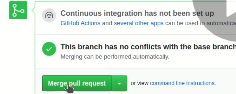 Continuous integration has not been set up
GitHub Actions and several other apps can be used to automatical
This branch has no conflicts with the base branch
Merging can be performed automatically.
Merge pull request
or view command line instructions.